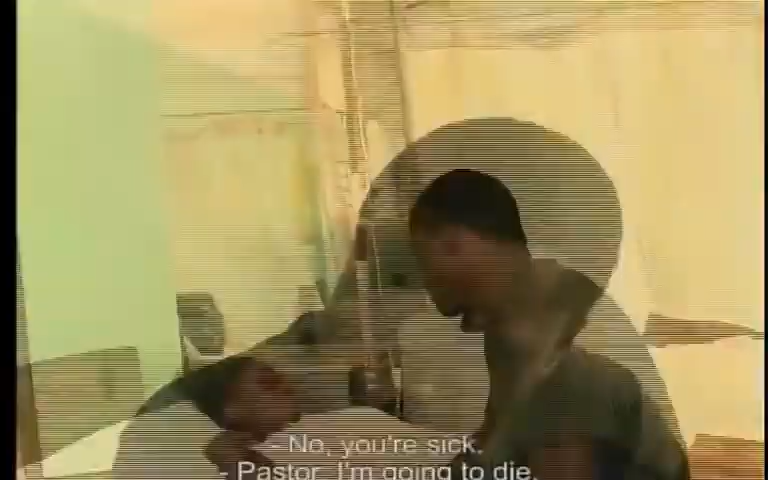 - No, you're sick.
- Pastor, I'm going to die.